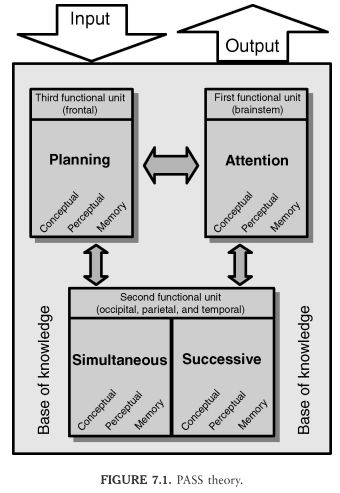 Input
Output
Third functional unit
(frontal)
Planning
Conceptual
Perceptual
Memory
First functional unit
(brainstem)
Attention
Conceptual
Perceptual
Memory
Second functional unit
(occipital, parietal, and temporal)
Simultaneous
Conceptual
Perceptual
Memory
Successive
Conceptual
Perceptual
Memory
Base of knowledge
Base of knowledge
FIGURE 7.1. PASS theory.